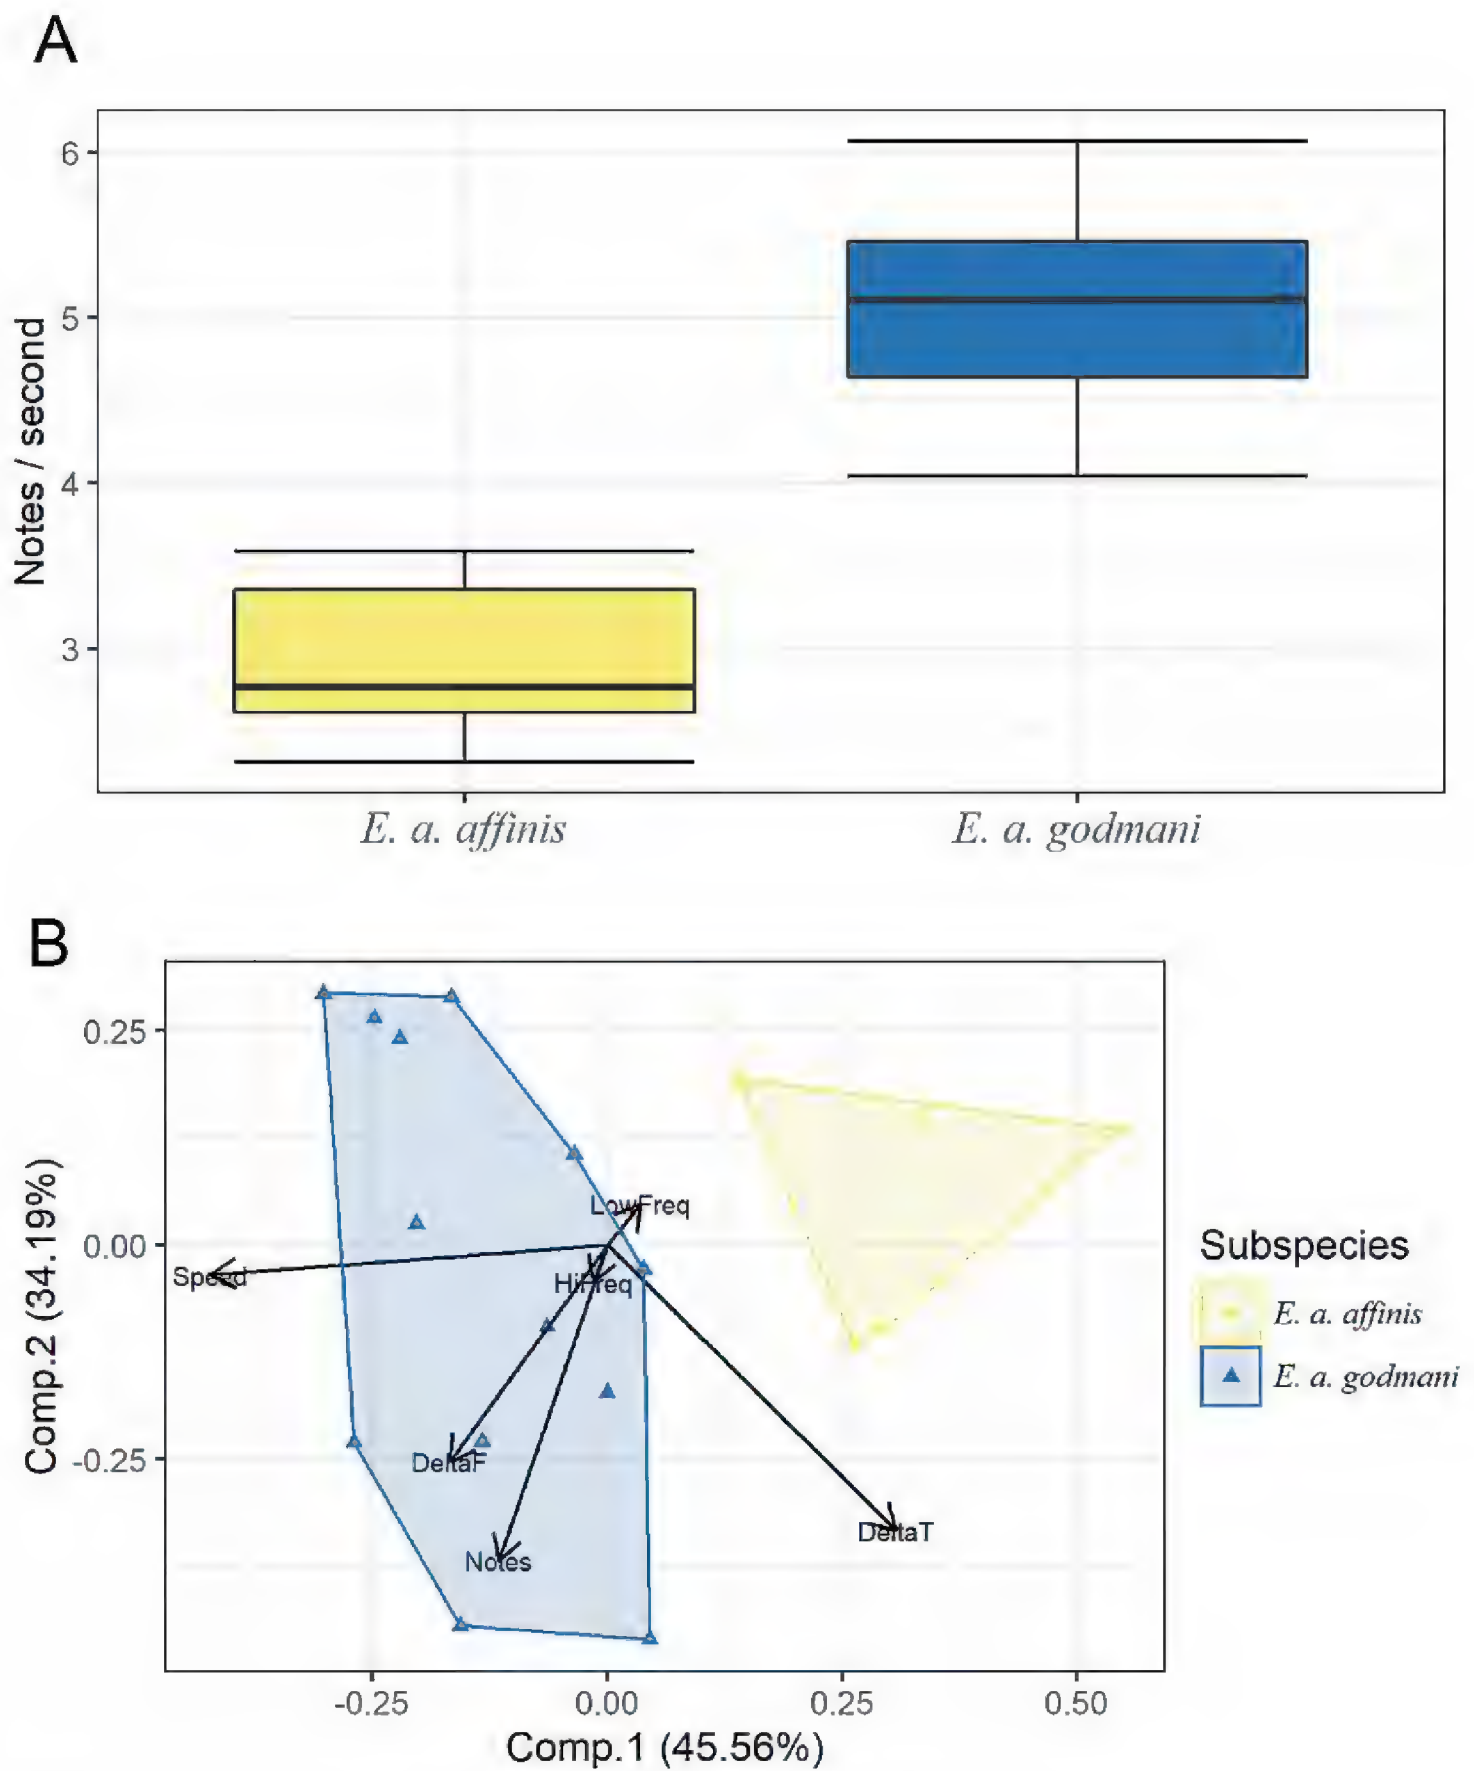 A
6
5
4
3
Notes / second
E. a. affinis
E. a. godmani
B
0.25
0.00
-0.25
Comp.2 (34.19%)
LowFreq
Speed
HiFreq
DeltaF
Notes
DeltaT
-0.25
0.00
0.25
0.50
Comp.1 (45.56%)
Subspecies
E. a. affinis
E. a. godmani